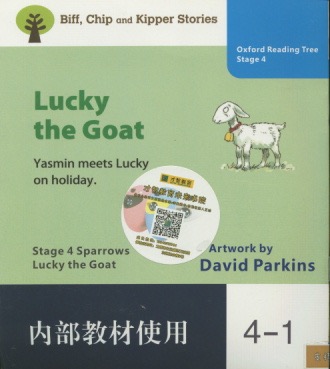 Biff, Chip and Kipper Stories
Oxford Reading Tree
Stage 4
Lucky
the Goat
Yasmin meets Lucky
on holiday.
Stage 4 Sparrows
Lucky the Goat
Artwork by
David Parkins
内部教材使用
4-1